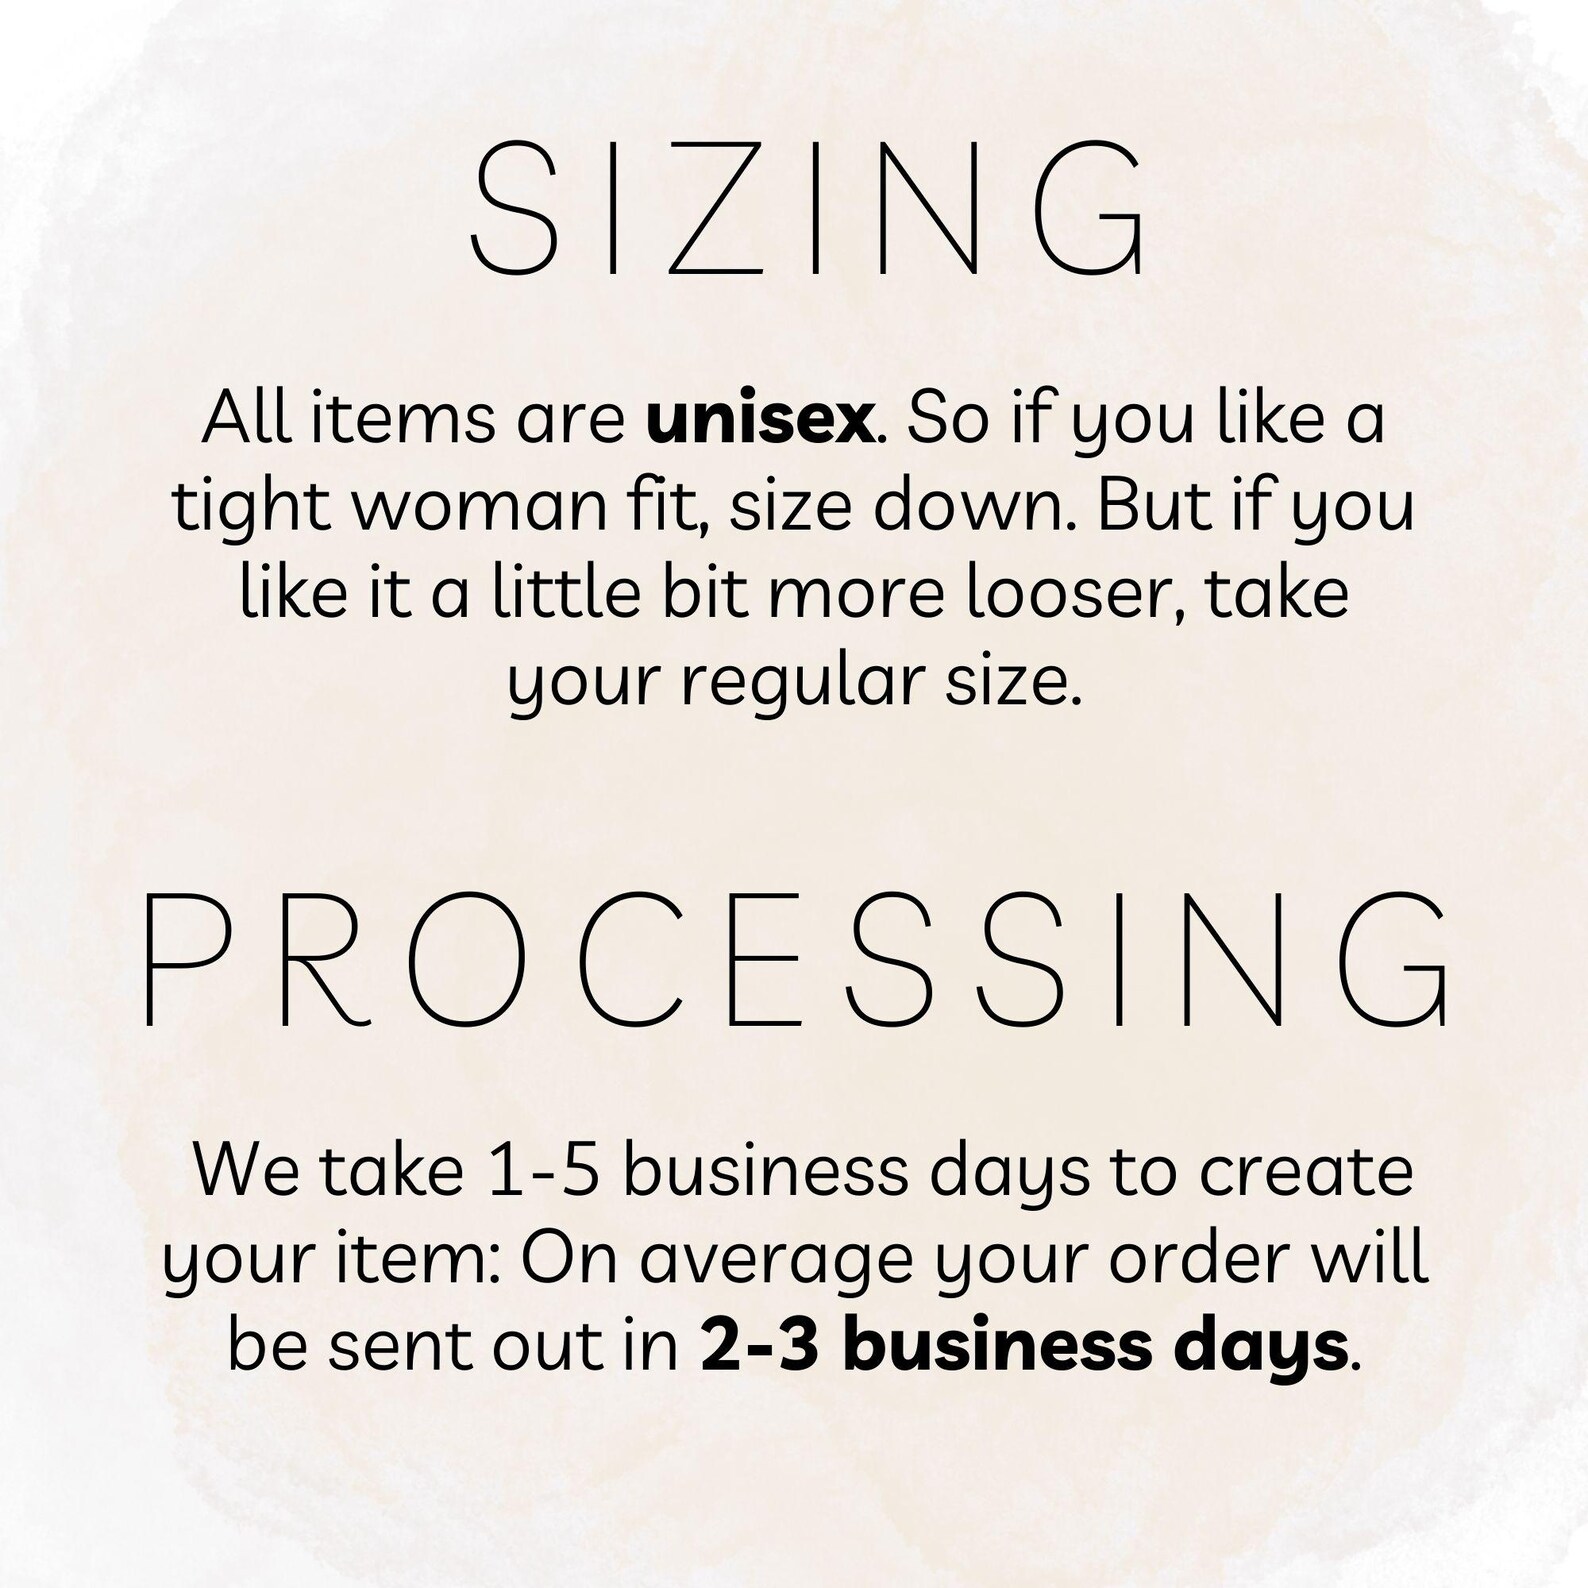 SIZING
All items are unisex. So if you like a
tight woman fit, size down. But if you
like it a little bit more looser, take
your regular size.
PROCESSING
We take 1-5 business days to create
your item: On average your order will
be sent out in 2-3 business days.